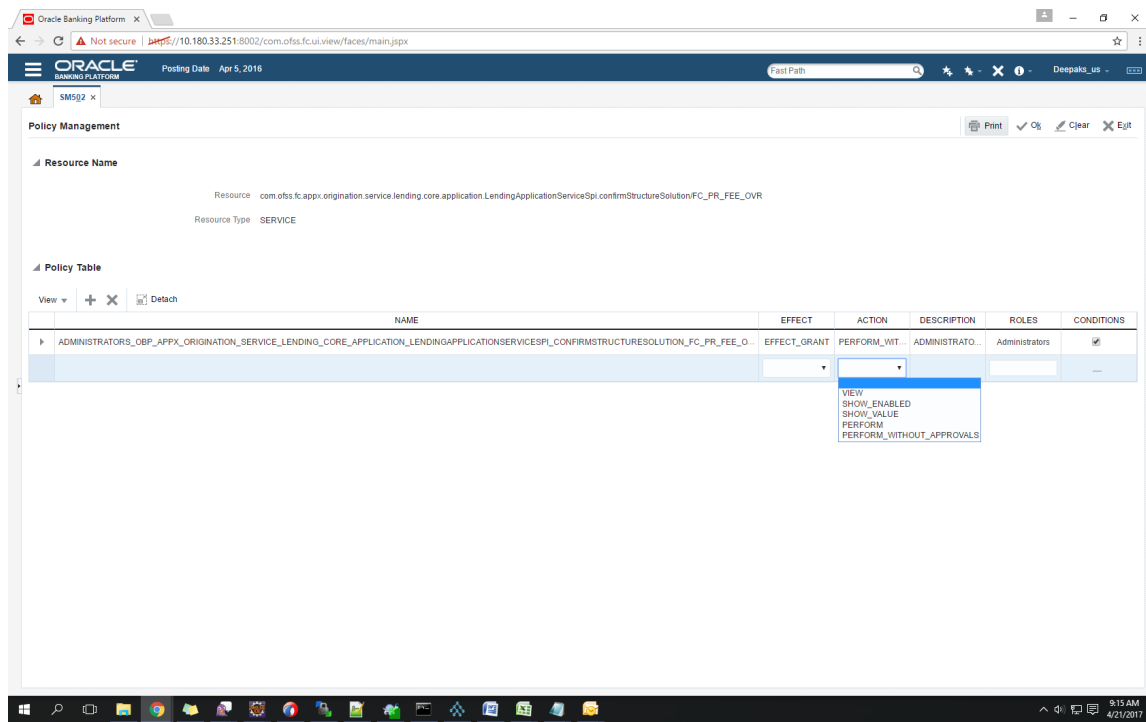 Oracle Banking Platform
Not secure | https://10.180.33.251:8002/com.ofss.fc.ui.view/faces/main.jspx
ORACLE
BANKING PLATFORM
Posting Date Apr 5, 2016
Fast Path
Deepaks_us
SM502
Policy Management
Print
Ok
Clear
Exit
Resource Name
Resource com.ofss.fc.appx.origination.service.lending.core.application.LendingApplicationServiceSpi.confirmStructureSolution/FC_PR_FEE_OVR
Resource Type SERVICE
Policy Table
View
Detach
NAME EFFECT ACTION DESCRIPTION ROLES CONDITIONS
ADMINISTRATORS_OBP_APPX_ORIGINATION_SERVICE_LENDING_CORE_APPLICATION_LENDINGAPPLICATIONSERVICESPI_CONFIRMSTRUCTURESOLUTION_FC_PR_FEE_O... EFFECT_GRANT PERFORM_WIT... ADMINISTRATO... Administrators
VIEW
SHOW_ENABLED
SHOW_VALUE
PERFORM
PERFORM_WITHOUT_APPROVALS
9:15 AM
4/21/2017